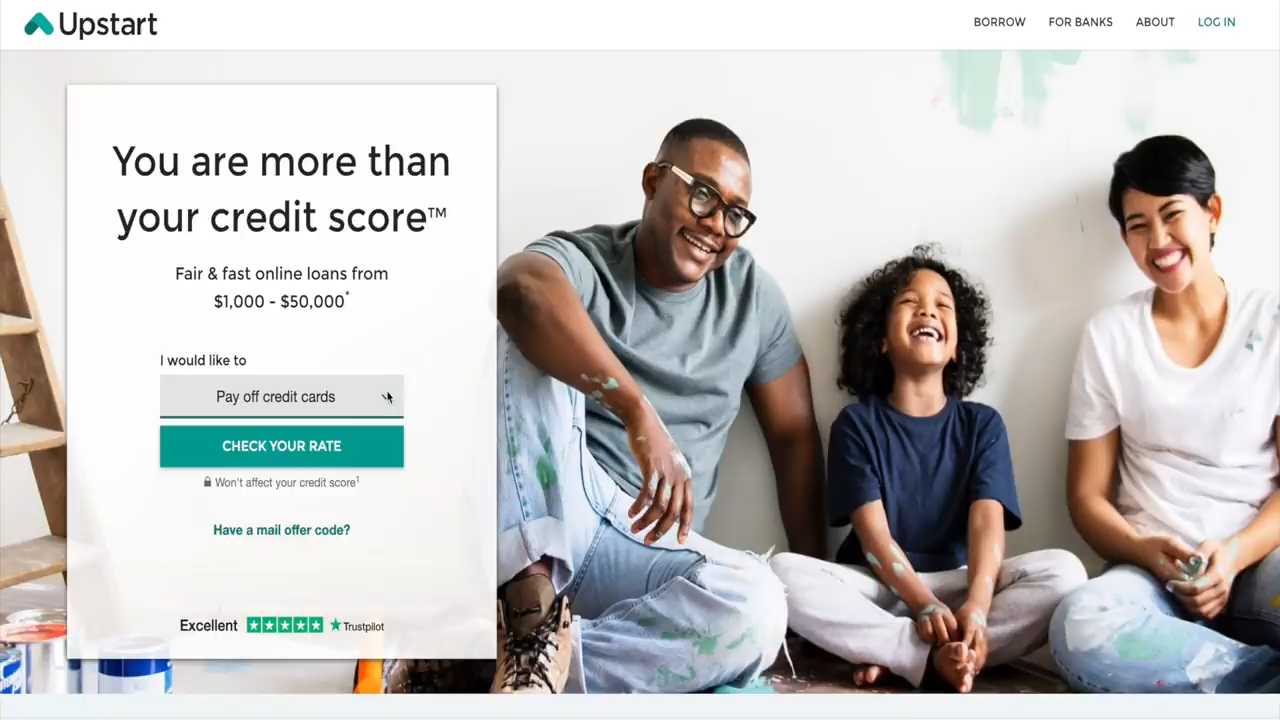 Upstart
BORROW FOR BANKS ABOUT LOG IN
You are more than
your credit score™
Fair & fast online loans from
$1,000 - $50,000*
I would like to
Pay off credit cards
CHECK YOUR RATE
Won't affect your credit score¹
Have a mail offer code?
Excellent Trustpilot